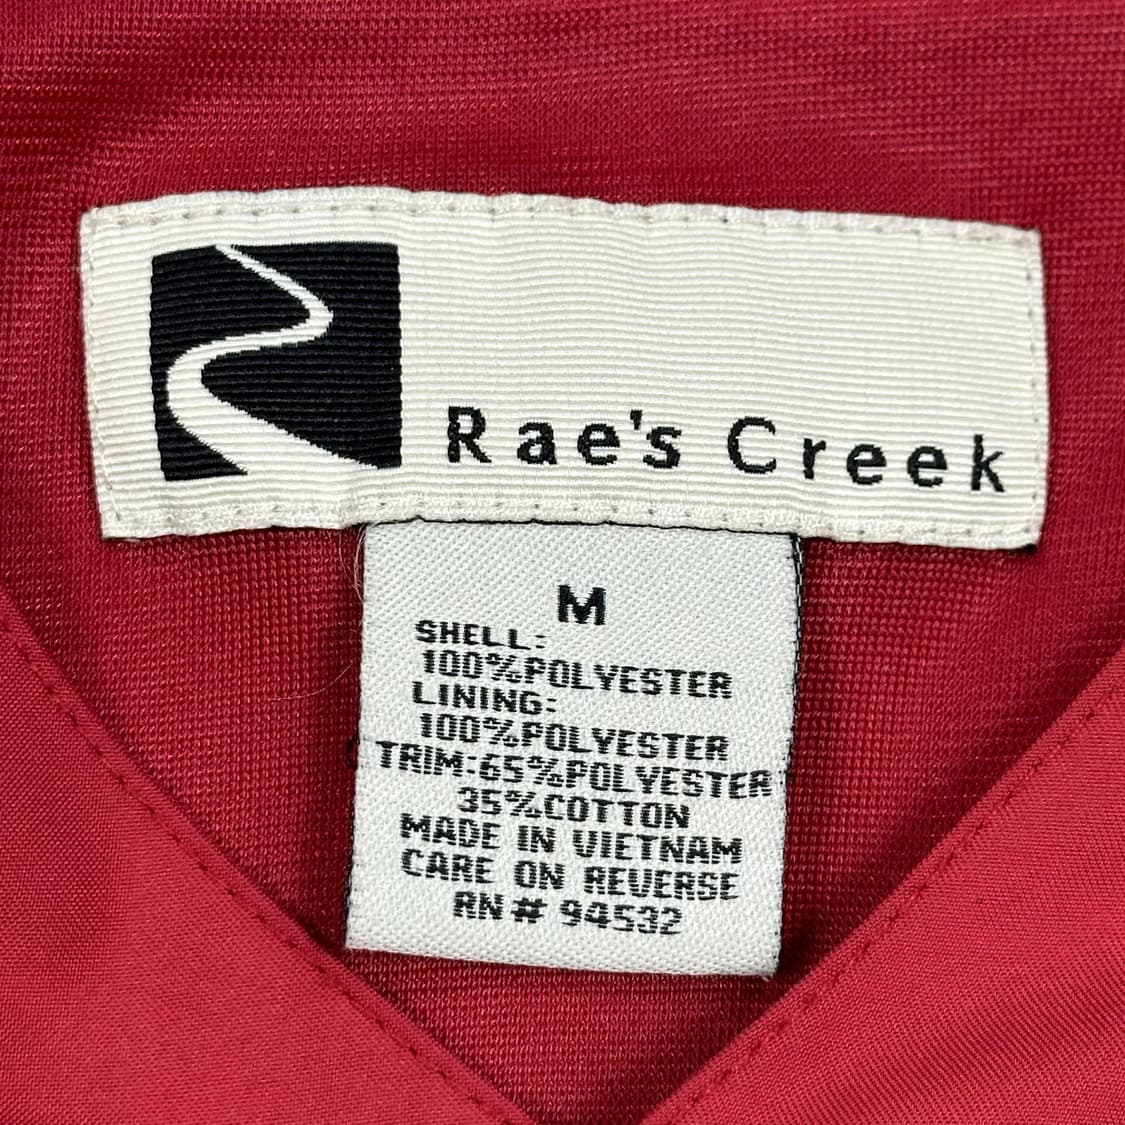 Rae's Creek
M
SHELL:
100%POLYESTER
LINING:
100%POLYESTER
TRIM:65%POLYESTER
35%COTTON
MADE IN VIETNAM
CARE ON REVERSE
RN# 94532